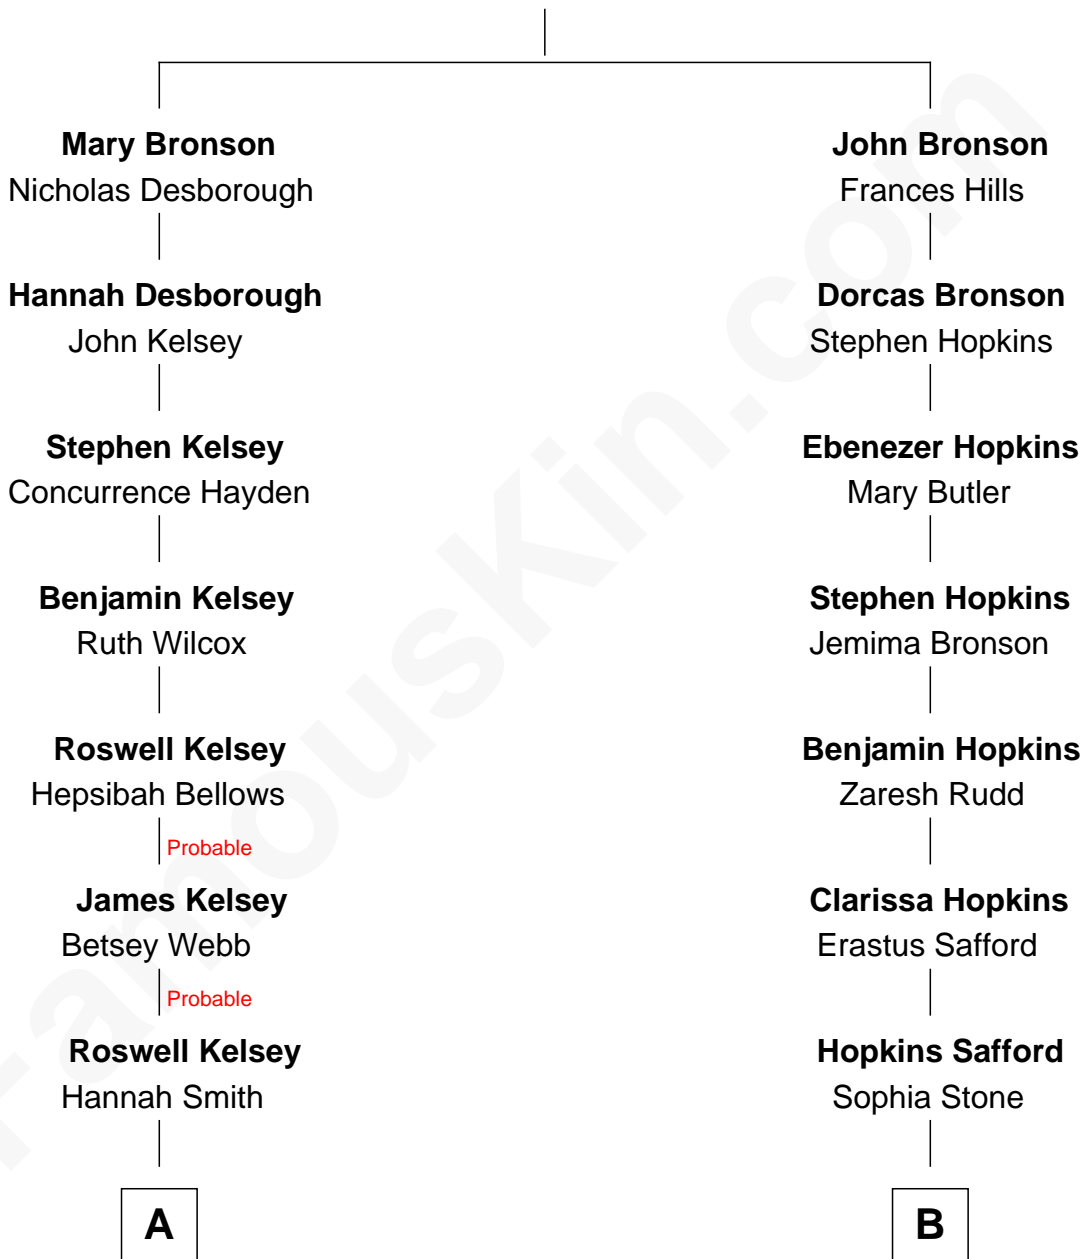 Mary Bronson
Nicholas Desborough
Hannah Desborough
John Kelsey
Stephen Kelsey
Concurrence Hayden
Benjamin Kelsey
Ruth Wilcox
Roswell Kelsey
Hepsibah Bellows
Probable
James Kelsey
Betsey Webb
Probable
Roswell Kelsey
Hannah Smith
A
John Bronson
Frances Hills
Dorcas Bronson
Stephen Hopkins
Ebenezer Hopkins
Mary Butler
Stephen Hopkins
Jemima Bronson
Benjamin Hopkins
Zaresh Rudd
Clarissa Hopkins
Erastus Safford
Hopkins Safford
Sophia Stone
B
FamousKin.com